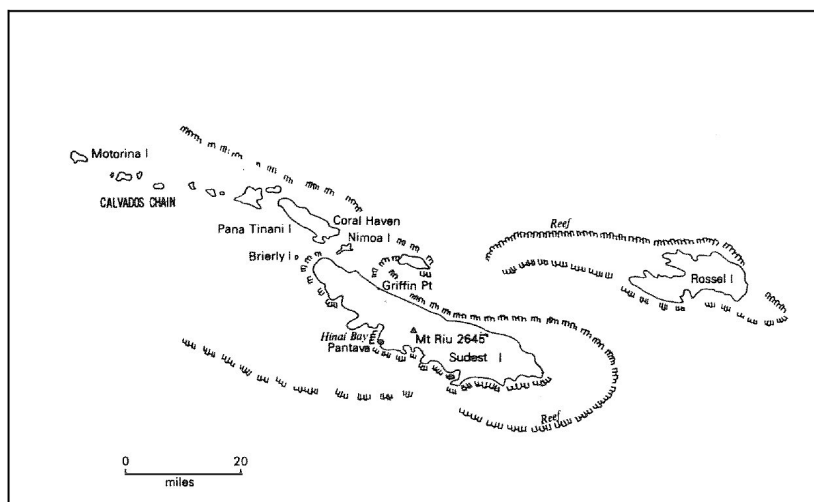 Motorina I
CALVADOS CHAIN
Pana Tinani I
Coral Haven
Nimoa I
Brierly I
Griffin Pt
Reef
Rossel I
Hinai Bay
Pantava
Mt Riu 2645'
Sudest I
Reef
0 20
miles